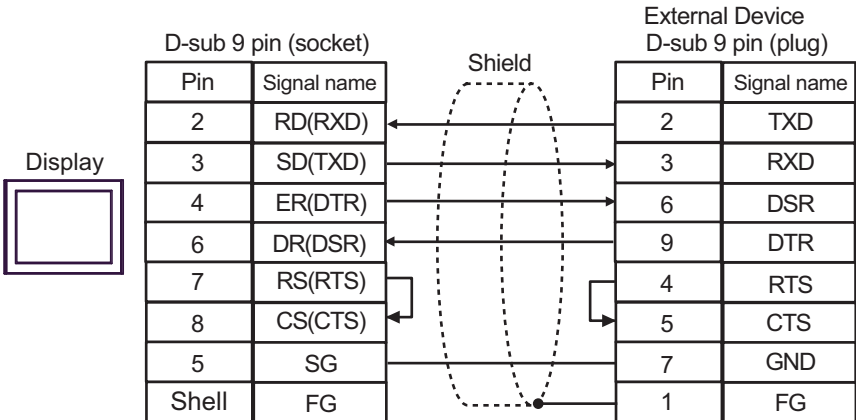 External Device
D-sub 9 pin (socket) Shield D-sub 9 pin (plug)
Pin Signal name Pin Signal name
2 RD(RXD) 2 TXD
Display 3 SD(TXD) 3 RXD
4 ER(DTR) 6 DSR
6 DR(DSR) 9 DTR
7 RS(RTS) 4 RTS
8 CS(CTS) 5 CTS
5 SG 7 GND
Shell FG 1 FG